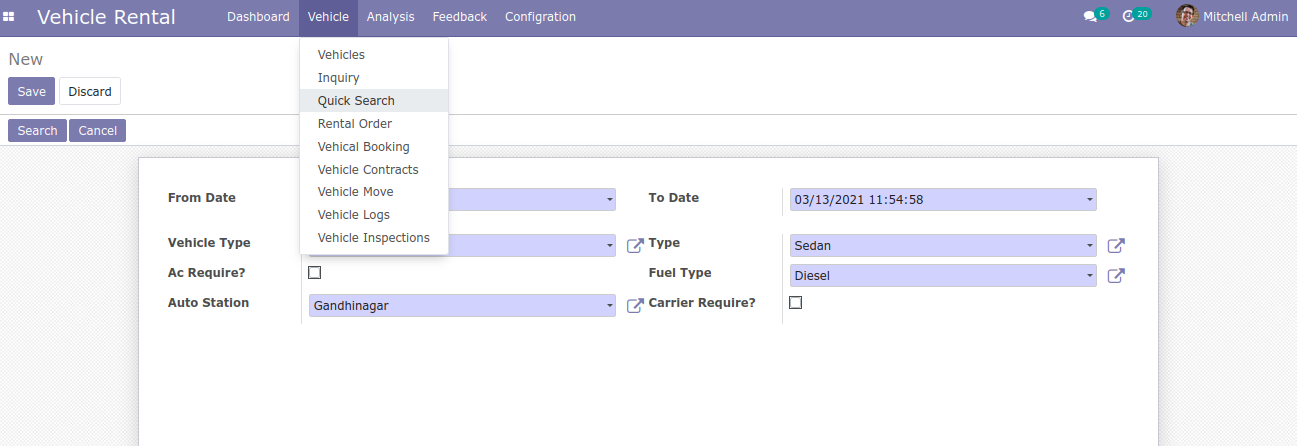 Vehicle Rental Dashboard Vehicle Analysis Feedback Configration 6 20 Mitchell Admin
New
Save Discard
Search Cancel
Vehicles
Inquiry
Quick Search
Rental Order
Vehical Booking
Vehicle Contracts
Vehicle Move
Vehicle Logs
Vehicle Inspections
From Date To Date 03/13/2021 11:54:58
Vehicle Type Type Sedan
Ac Require? Fuel Type Diesel
Auto Station Gandhinagar Carrier Require?